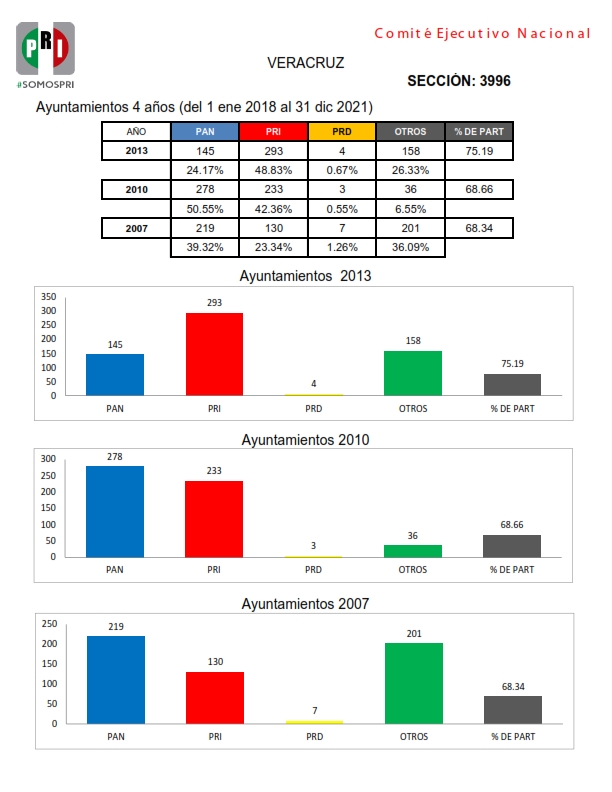 Comité Ejecutivo Nacional
PRI
#SOMOSPRI
VERACRUZ
SECCIÓN: 3996
Ayuntamientos 4 años (del 1 ene 2018 al 31 dic 2021)
AÑO PAN PRI PRD OTROS % DE PART
2013 145 293 4 158 75.19
24.17% 48.83% 0.67% 26.33%
2010 278 233 3 36 68.66
50.55% 42.36% 0.55% 6.55%
2007 219 130 7 201 68.34
39.32% 23.34% 1.26% 36.09%
Ayuntamientos 2013
350
300
250
200
150
100
50
0
145
293
4
158
75.19
PAN PRI PRD OTROS % DE PART
Ayuntamientos 2010
300
250
200
150
100
50
0
278
233
3
36
68.66
PAN PRI PRD OTROS % DE PART
Ayuntamientos 2007
250
200
150
100
50
0
219
130
7
201
68.34
PAN PRI PRD OTROS % DE PART